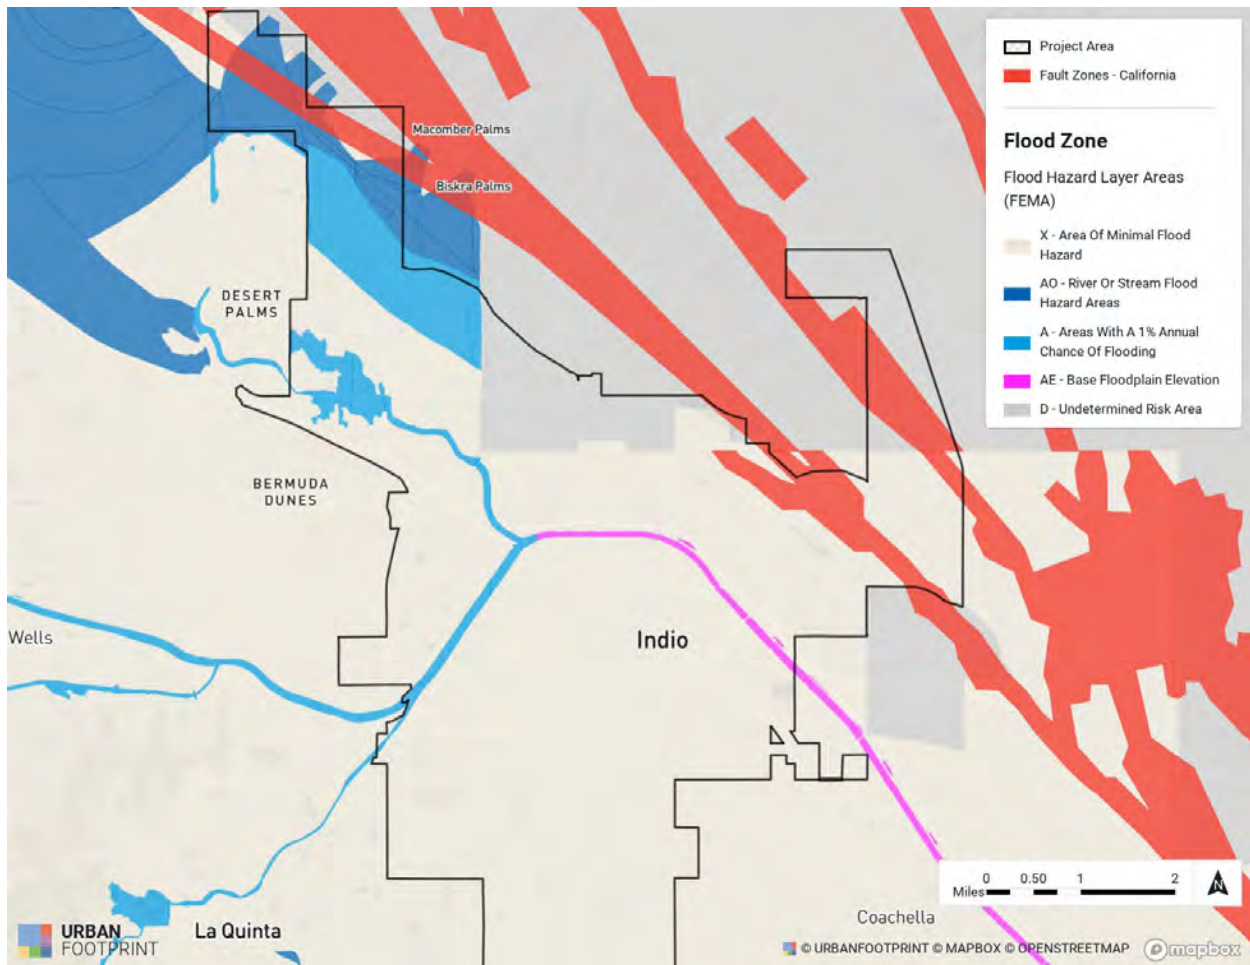 Project Area
Fault Zones - California
Flood Zone
Flood Hazard Layer Areas
(FEMA)
X - Area Of Minimal Flood
Hazard
AO - River Or Stream Flood
Hazard Areas
A - Areas With A 1% Annual
Chance Of Flooding
AE - Base Floodplain Elevation
D - Undetermined Risk Area
Macomber Palms
Biskra Palms
DESERT
PALMS
BERMUDA
DUNES
Wells
Indio
La Quinta
Coachella
0 0.50 1 2
Miles
N
URBAN
FOOTPRINT
© URBANFOOTPRINT © MAPBOX © OPENSTREETMAP
mapbox